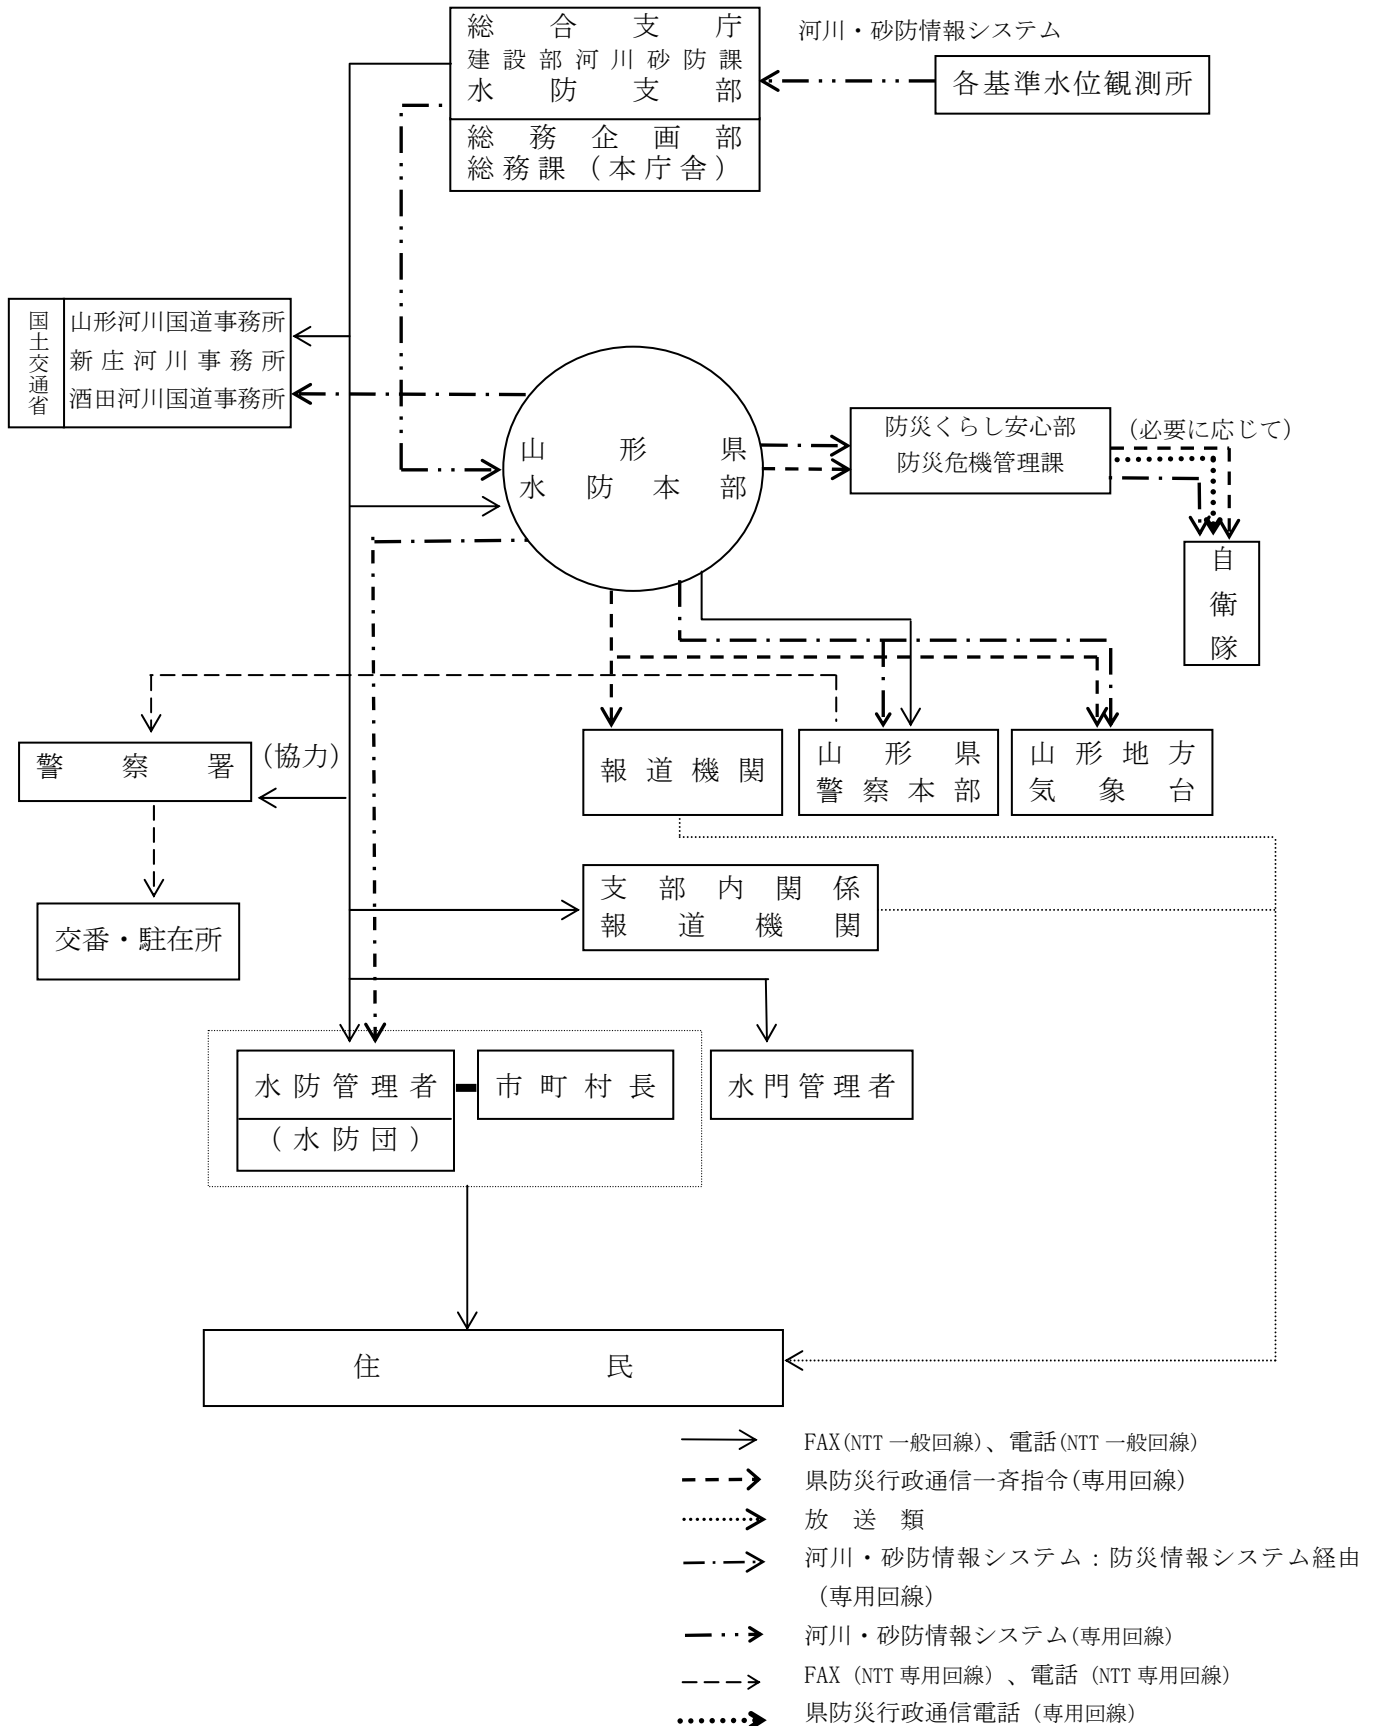 総合支庁
建設部河川砂防課
水防支部
総務企画部
総務課（本庁舎）
河川・砂防情報システム
各基準水位観測所
国土交通省
山形河川国道事務所
新庄河川事務所
酒田河川国道事務所
山形県
水防本部
防災くらし安心部
防災危機管理課
（必要に応じて）
自衛隊
警察署
（協力）
報道機関
山形県
警察本部
山形地方
気象台
交番・駐在所
支部内関係
報道機関
水防管理者
（水防団）
市町村長
水門管理者
住民
FAX(NTT 一般回線)、電話(NTT 一般回線)
県防災行政通信一斉指令(専用回線)
放　送　類
河川・砂防情報システム：防災情報システム経由
（専用回線）
河川・砂防情報システム(専用回線)
FAX（NTT 専用回線）、電話（NTT 専用回線）
県防災行政通信電話（専用回線）